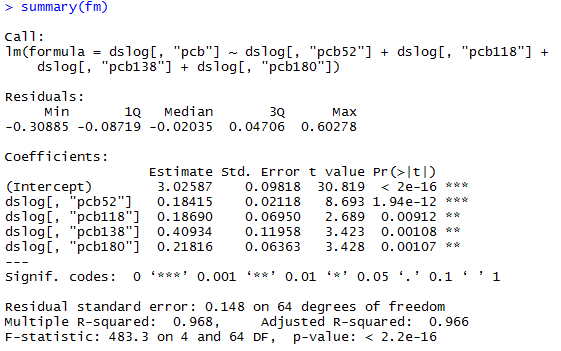 > summary(fm)
Call:
lm(formula = dslog[, "pcb"] ~ dslog[, "pcb52"] + dslog[, "pcb118"] +
    dslog[, "pcb138"] + dslog[, "pcb180"])
Residuals:
     Min       1Q   Median       3Q      Max
-0.30885 -0.08719 -0.02035  0.04706  0.60278
Coefficients:
                  Estimate Std. Error t value Pr(>|t|)
(Intercept)        3.02587    0.09818  30.819  < 2e-16 ***
dslog[, "pcb52"]   0.18415    0.02118   8.693 1.94e-12 ***
dslog[, "pcb118"]  0.18690    0.06950   2.689  0.00912 **
dslog[, "pcb138"]  0.40934    0.11958   3.423  0.00108 **
dslog[, "pcb180"]  0.21816    0.06363   3.428  0.00107 **
---
Signif. codes:  0 ‘***’ 0.001 ‘**’ 0.01 ‘*’ 0.05 ‘.’ 0.1 ‘ ’ 1
Residual standard error: 0.148 on 64 degrees of freedom
Multiple R-squared:  0.968,     Adjusted R-squared:  0.966
F-statistic: 483.3 on 4 and 64 DF,  p-value: < 2.2e-16